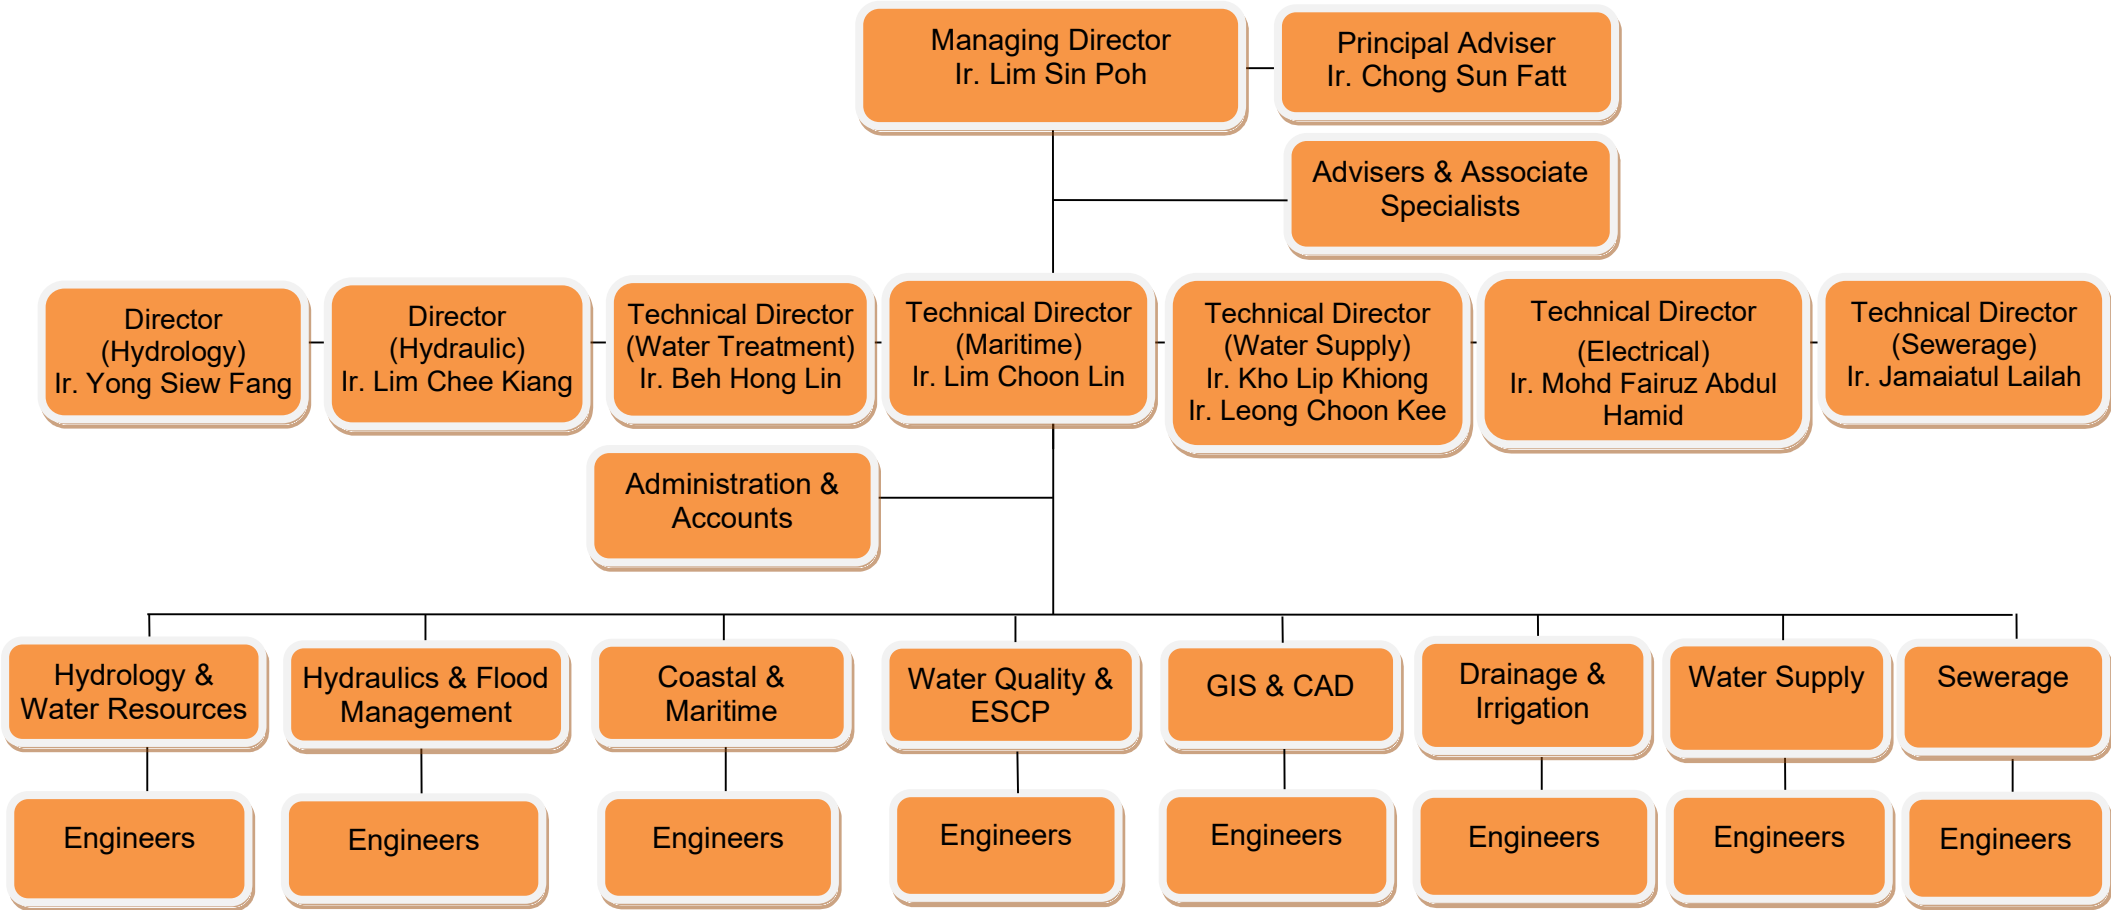 Managing Director
Ir. Lim Sin Poh
Principal Adviser
Ir. Chong Sun Fatt
Advisers & Associate
Specialists
Director
(Hydrology)
Ir. Yong Siew Fang
Director
(Hydraulic)
Ir. Lim Chee Kiang
Technical Director
(Water Treatment)
Ir. Beh Hong Lin
Technical Director
(Maritime)
Ir. Lim Choon Lin
Technical Director
(Water Supply)
Ir. Kho Lip Khiong
Ir. Leong Choon Kee
Technical Director
(Electrical)
Ir. Mohd Fairuz Abdul
Hamid
Technical Director
(Sewerage)
Ir. Jamaiatul Lailah
Administration &
Accounts
Hydrology &
Water Resources
Hydraulics & Flood
Management
Coastal &
Maritime
Water Quality &
ESCP
GIS & CAD
Drainage &
Irrigation
Water Supply
Sewerage
Engineers
Engineers
Engineers
Engineers
Engineers
Engineers
Engineers
Engineers